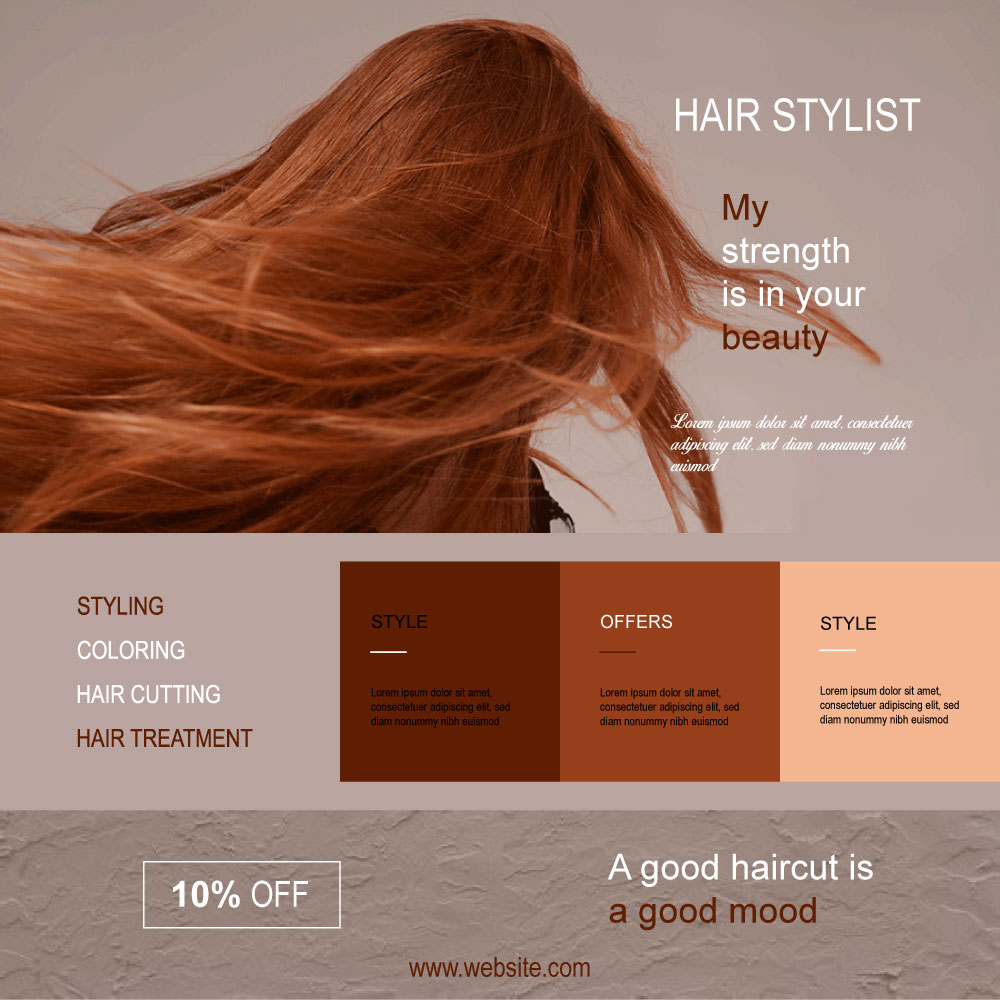 HAIR STYLIST
My
strength
is in your
beauty
Lorem ipsum dolor sit amet, consectetuer
adipiscing elit, sed diam nonummy nibh
euismod
STYLING
COLORING
HAIR CUTTING
HAIR TREATMENT
STYLE
Lorem ipsum dolor sit amet,
consectetuer adipiscing elit, sed
diam nonummy nibh euismod
OFFERS
Lorem ipsum dolor sit amet,
consectetuer adipiscing elit, sed
diam nonummy nibh euismod
STYLE
Lorem ipsum dolor sit amet,
consectetuer adipiscing elit, sed
diam nonummy nibh euismod
10% OFF
A good haircut is
a good mood
www.website.com